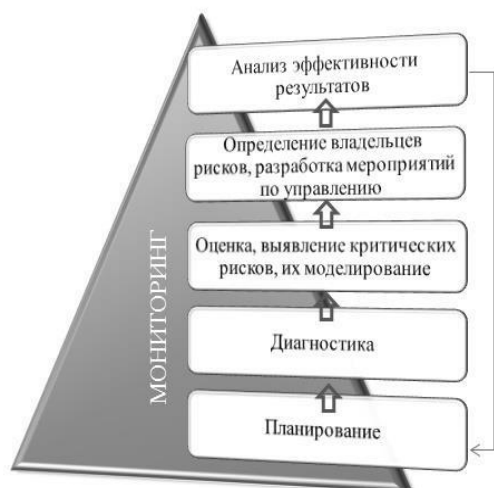 Анализ эффективности
результатов
Определение владельцев
рисков, разработка мероприятий
по управлению
Оценка, выявление критических
рисков, их моделирование
Диагностика
Планирование
МОНИТОРИНГ